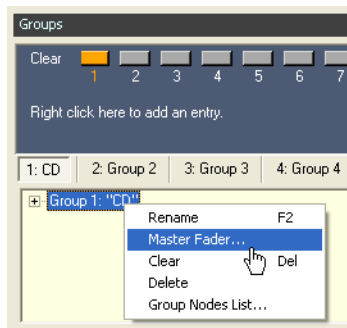 Groups
Clear
1 2 3 4 5 6 7
Right click here to add an entry.
1: CD 2: Group 2 3: Group 3 4: Group 4
Group 1: "CD"
Rename F2
Master Fader...
Clear Del
Delete
Group Nodes List...